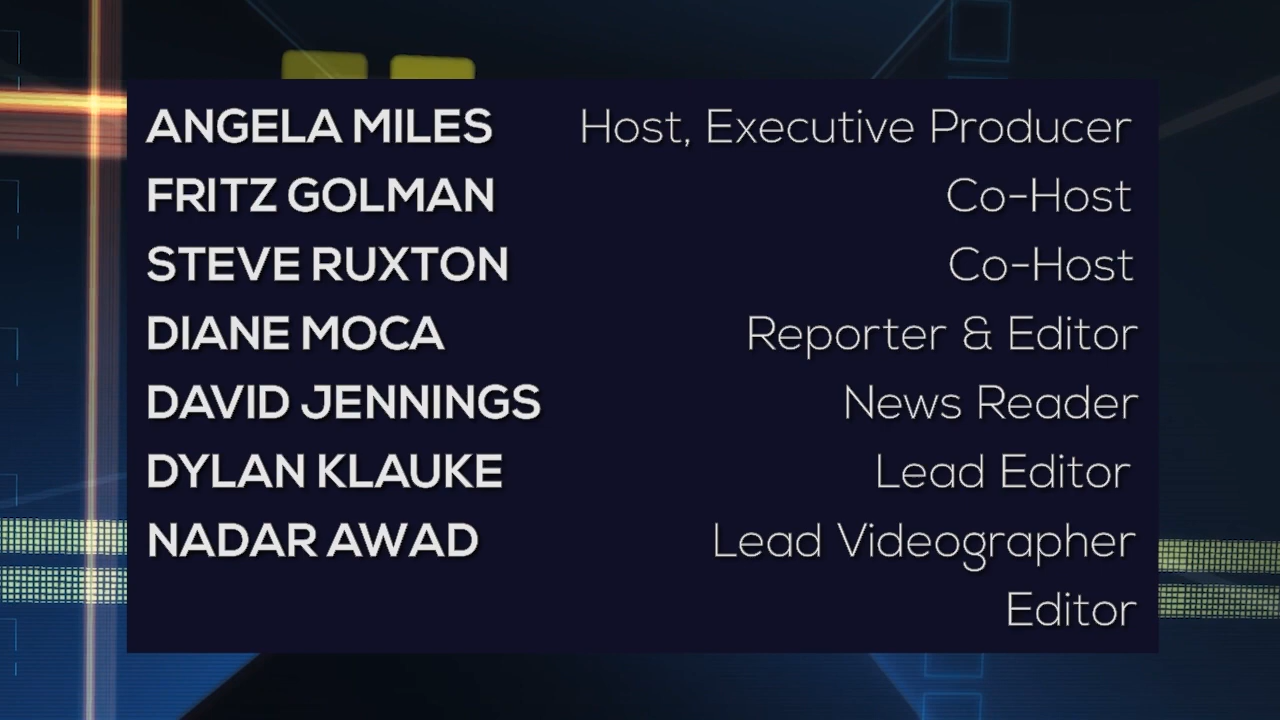 ANGELA MILES Host, Executive Producer
FRITZ GOLMAN Co-Host
STEVE RUXTON Co-Host
DIANE MOCA Reporter & Editor
DAVID JENNINGS News Reader
DYLAN KLAUKE Lead Editor
NADAR AWAD Lead Videographer
Editor